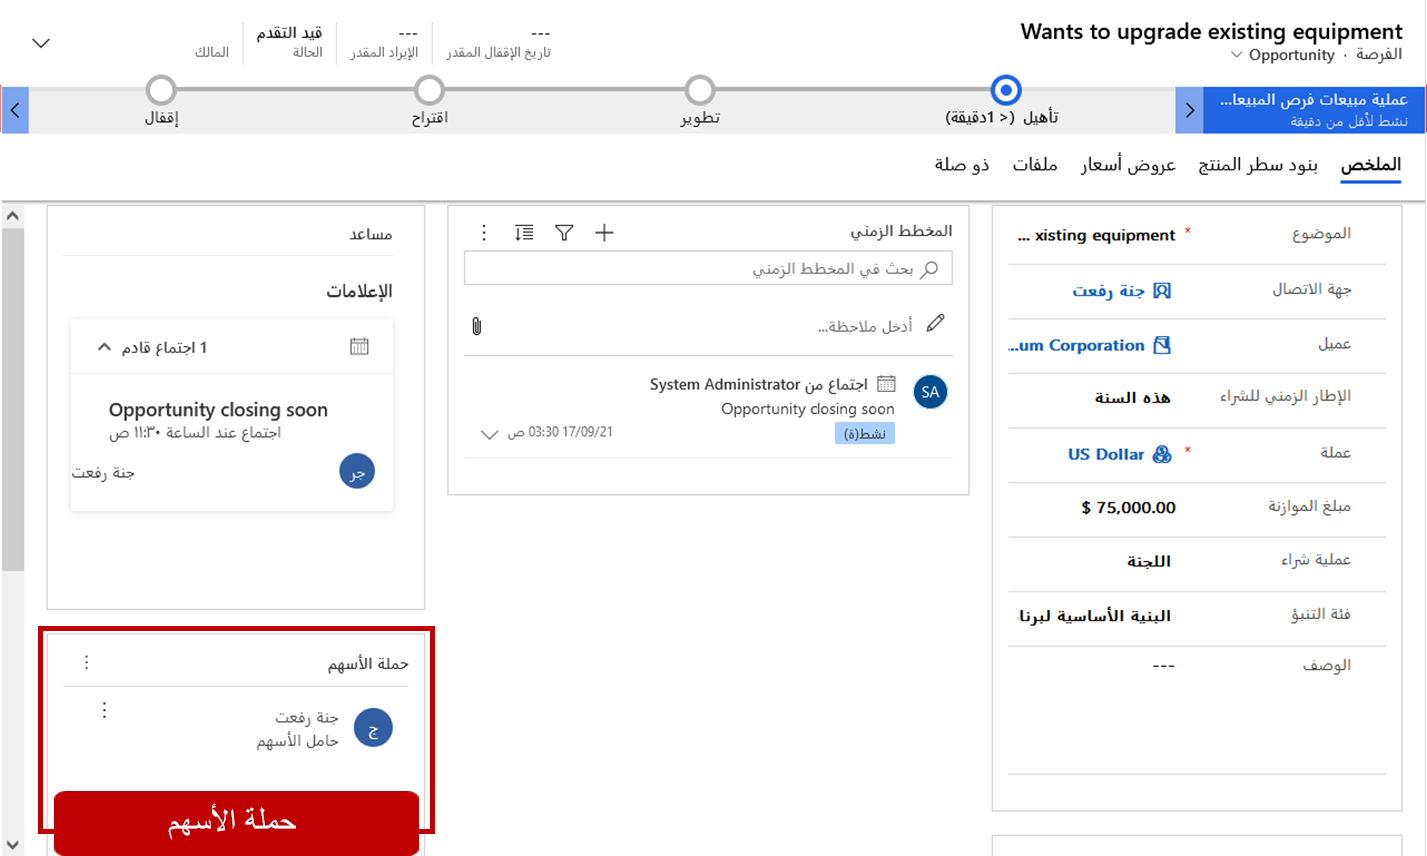 Wants to upgrade existing equipment
الفرصة · Opportunity
---
تاريخ الإقفال المقدر
---
الإيراد المقدر
قيد التقدم
الحالة
المالك
عملية مبيعات فرص المبيعا...
نشط لأقل من دقيقة
تأهيل (< 1دقيقة)
تطوير
اقتراح
إقفال
الملخص
بنود سطر المنتج
عروض أسعار
ملفات
ذو صلة
الموضوع
* xisting equipment ...
جهة الاتصال
جنة رفعت
عميل
...um Corporation
الإطار الزمني للشراء
هذه السنة
عملة
* US Dollar
مبلغ الموازنة
$ 75,000.00
عملية شراء
اللجنة
فئة التنبؤ
البنية الأساسية لبرنا
الوصف
---
المخطط الزمني
بحث في المخطط الزمني
أدخل ملاحظة...
SA
اجتماع من System Administrator
Opportunity closing soon
نشط(ة)
17/09/21 03:30 ص
مساعد
الإعلامات
1 اجتماع قادم
Opportunity closing soon
اجتماع عند الساعة ١١:٣٠ ص
جر
جنة رفعت
حملة الأسهم
ج
جنة رفعت
حامل الأسهم
حملة الأسهم